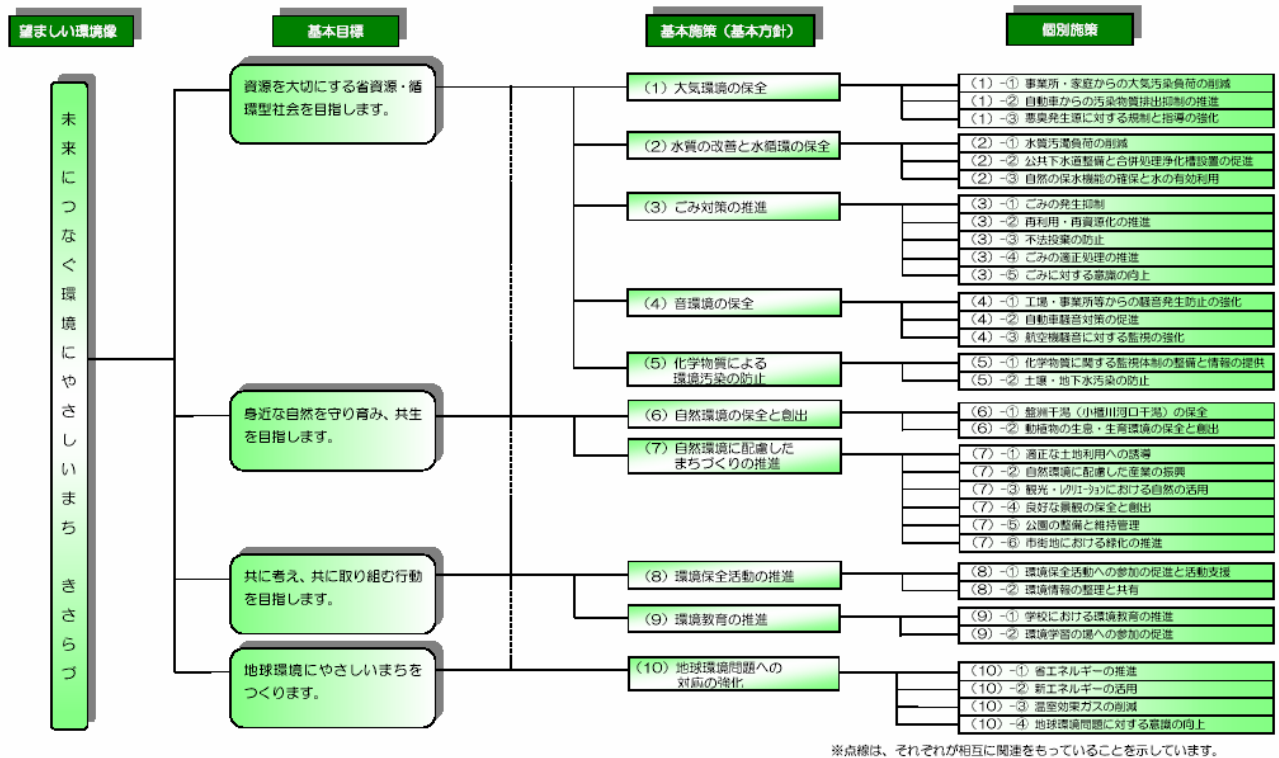 望ましい環境像
基本目標
基本施策（基本方針）
個別施策
未来につなぐ環境にやさしいまち　きさらづ
資源を大切にする省資源・循
環型社会を目指します。
（1）大気環境の保全
（1）-① 事業所・家庭からの大気汚染負荷の削減
（1）-② 自動車からの汚染物質排出抑制の推進
（1）-③ 悪臭発生源に対する規制と指導の強化
（2）水質の改善と水循環の保全
（2）-① 水質汚濁負荷の削減
（2）-② 公共下水道整備と合併処理浄化槽設置の促進
（2）-③ 自然の保水機能の確保と水の有効利用
（3）ごみ対策の推進
（3）-① ごみの発生抑制
（3）-② 再利用・再資源化の推進
（3）-③ 不法投棄の防止
（3）-④ ごみの適正処理の推進
（3）-⑤ ごみに対する意識の向上
（4）音環境の保全
（4）-① 工場・事業所等からの騒音発生防止の強化
（4）-② 自動車騒音対策の促進
（4）-③ 航空機騒音に対する監視の強化
（5）化学物質による
環境汚染の防止
（5）-① 化学物質に関する監視体制の整備と情報の提供
（5）-② 土壌・地下水汚染の防止
身近な自然を守り育み、共生
を目指します。
（6）自然環境の保全と創出
（6）-① 盤洲干潟（小櫃川河口干潟）の保全
（6）-② 動植物の生息・生育環境の保全と創出
（7）自然環境に配慮した
まちづくりの推進
（7）-① 適正な土地利用への誘導
（7）-② 自然環境に配慮した産業の振興
（7）-③ 観光・ﾚｸﾘｴｰｼｮﾝにおける自然の活用
（7）-④ 良好な景観の保全と創出
（7）-⑤ 公園の整備と維持管理
（7）-⑥ 市街地における緑化の推進
共に考え、共に取り組む行動
を目指します。
（8）環境保全活動の推進
（8）-① 環境保全活動への参加の促進と活動支援
（8）-② 環境情報の整理と共有
（9）環境教育の推進
（9）-① 学校における環境教育の推進
（9）-② 環境学習の場への参加の促進
地球環境にやさしいまちを
つくります。
（10）地球環境問題への
対応の強化
（10）-① 省エネルギーの推進
（10）-② 新エネルギーの活用
（10）-③ 温室効果ガスの削減
（10）-④ 地球環境問題に対する意識の向上
※点線は、それぞれが相互に関連をもっていることを示しています。